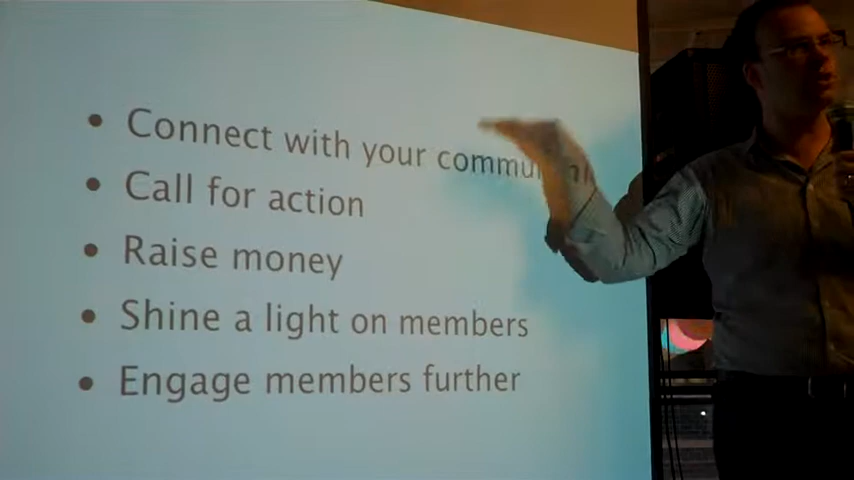 • Connect with your
• Call for action
• Raise money
• Shine a light on members
• Engage members further